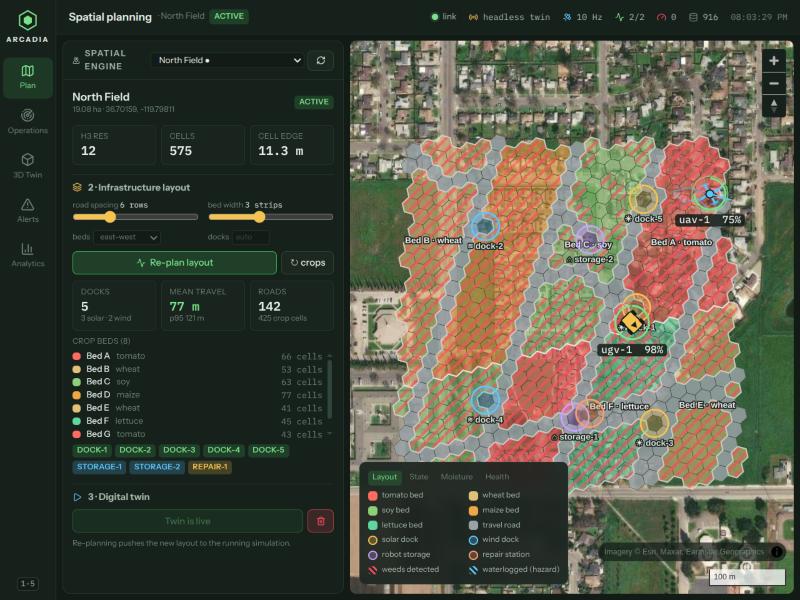 ARCADIA
Plan
Operations
3D Twin
Alerts
Analytics
1-5
Spatial planning · North Field ACTIVE
link headless twin 10 Hz 2/2 0 916 08:03:29 PM
SPATIAL ENGINE
North Field ●
North Field
19.08 ha · 36.70159, -119.79811
ACTIVE
H3 RES
12
CELLS
575
CELL EDGE
11.3 m
2 · Infrastructure layout
road spacing 6 rows
bed width 3 strips
beds east-west
docks auto
Re-plan layout
crops
DOCKS
5
3 solar · 2 wind
MEAN TRAVEL
77 m
p95 121 m
ROADS
142
425 crop cells
CROP BEDS (8)
Bed A tomato 66 cells
Bed B wheat 53 cells
Bed C soy 63 cells
Bed D maize 77 cells
Bed E wheat 41 cells
Bed F lettuce 45 cells
Bed G tomato 43 cells
DOCK-1 DOCK-2 DOCK-3 DOCK-4 DOCK-5
STORAGE-1 STORAGE-2 REPAIR-1
3 · Digital twin
Twin is live
Re-planning pushes the new layout to the running simulation.
uav-1 75%
dock-5
Bed B · wheat
dock-2
Bed C · soy
Bed A · tomato
storage-2
ugv-1 98%
dock-4
Bed F · lettuce
Bed E · wheat
storage-1
dock-3
Layout State Moisture Health
tomato bed
wheat bed
soy bed
maize bed
lettuce bed
travel road
solar dock
wind dock
robot storage
repair station
weeds detected
waterlogged (hazard)
Imagery © Esri, Maxar, Earthstar Geographics
100 m